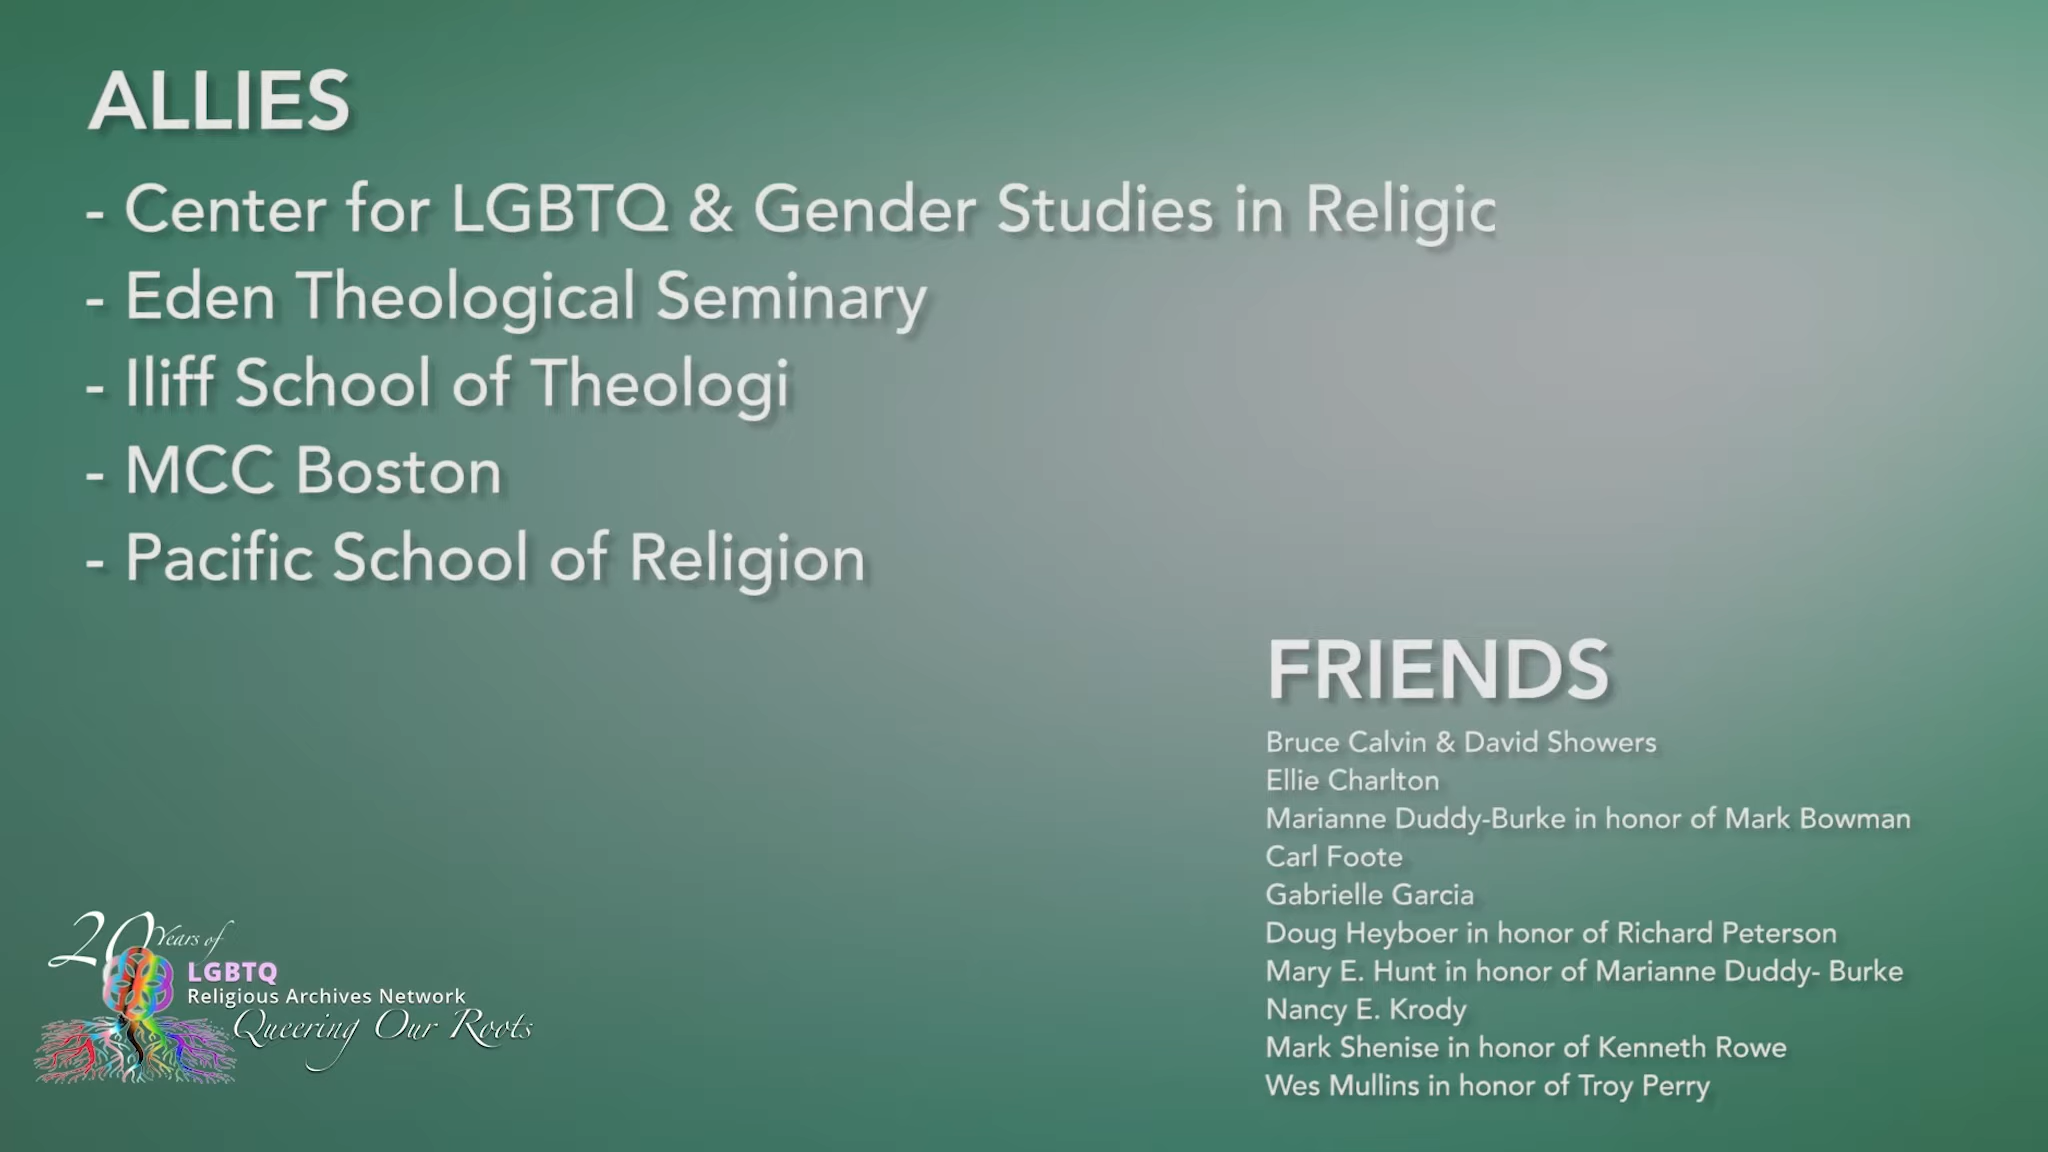 ALLIES
- Center for LGBTQ & Gender Studies in Religic
- Eden Theological Seminary
- Iliff School of Theologi
- MCC Boston
- Pacific School of Religion
FRIENDS
Bruce Calvin & David Showers
Ellie Charlton
Marianne Duddy-Burke in honor of Mark Bowman
Carl Foote
Gabrielle Garcia
Doug Heyboer in honor of Richard Peterson
Mary E. Hunt in honor of Marianne Duddy- Burke
Nancy E. Krody
Mark Shenise in honor of Kenneth Rowe
Wes Mullins in honor of Troy Perry
20 Years of
LGBTQ
Religious Archives Network
Queering Our Roots